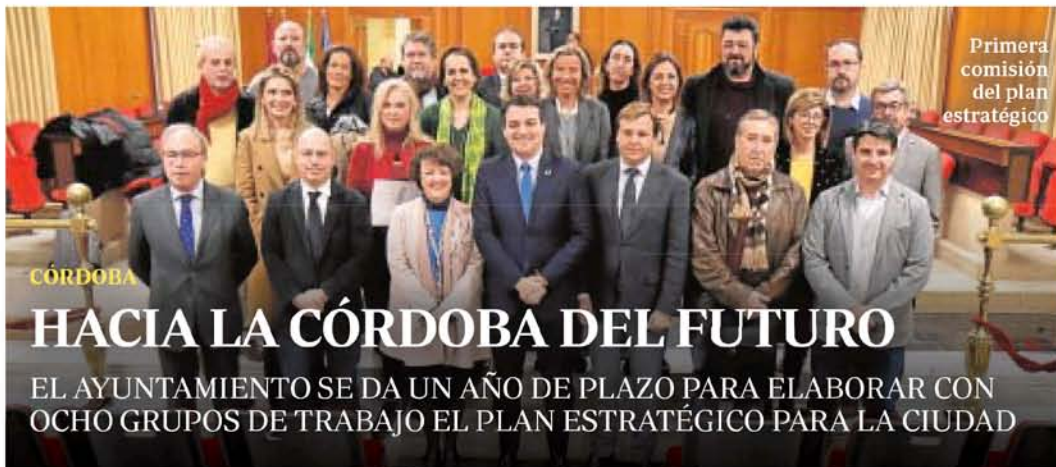 Primera
comisión
del plan
estratégico
CÓRDOBA
HACIA LA CÓRDOBA DEL FUTURO
EL AYUNTAMIENTO SE DA UN AÑO DE PLAZO PARA ELABORAR CON
OCHO GRUPOS DE TRABAJO EL PLAN ESTRATÉGICO PARA LA CIUDAD